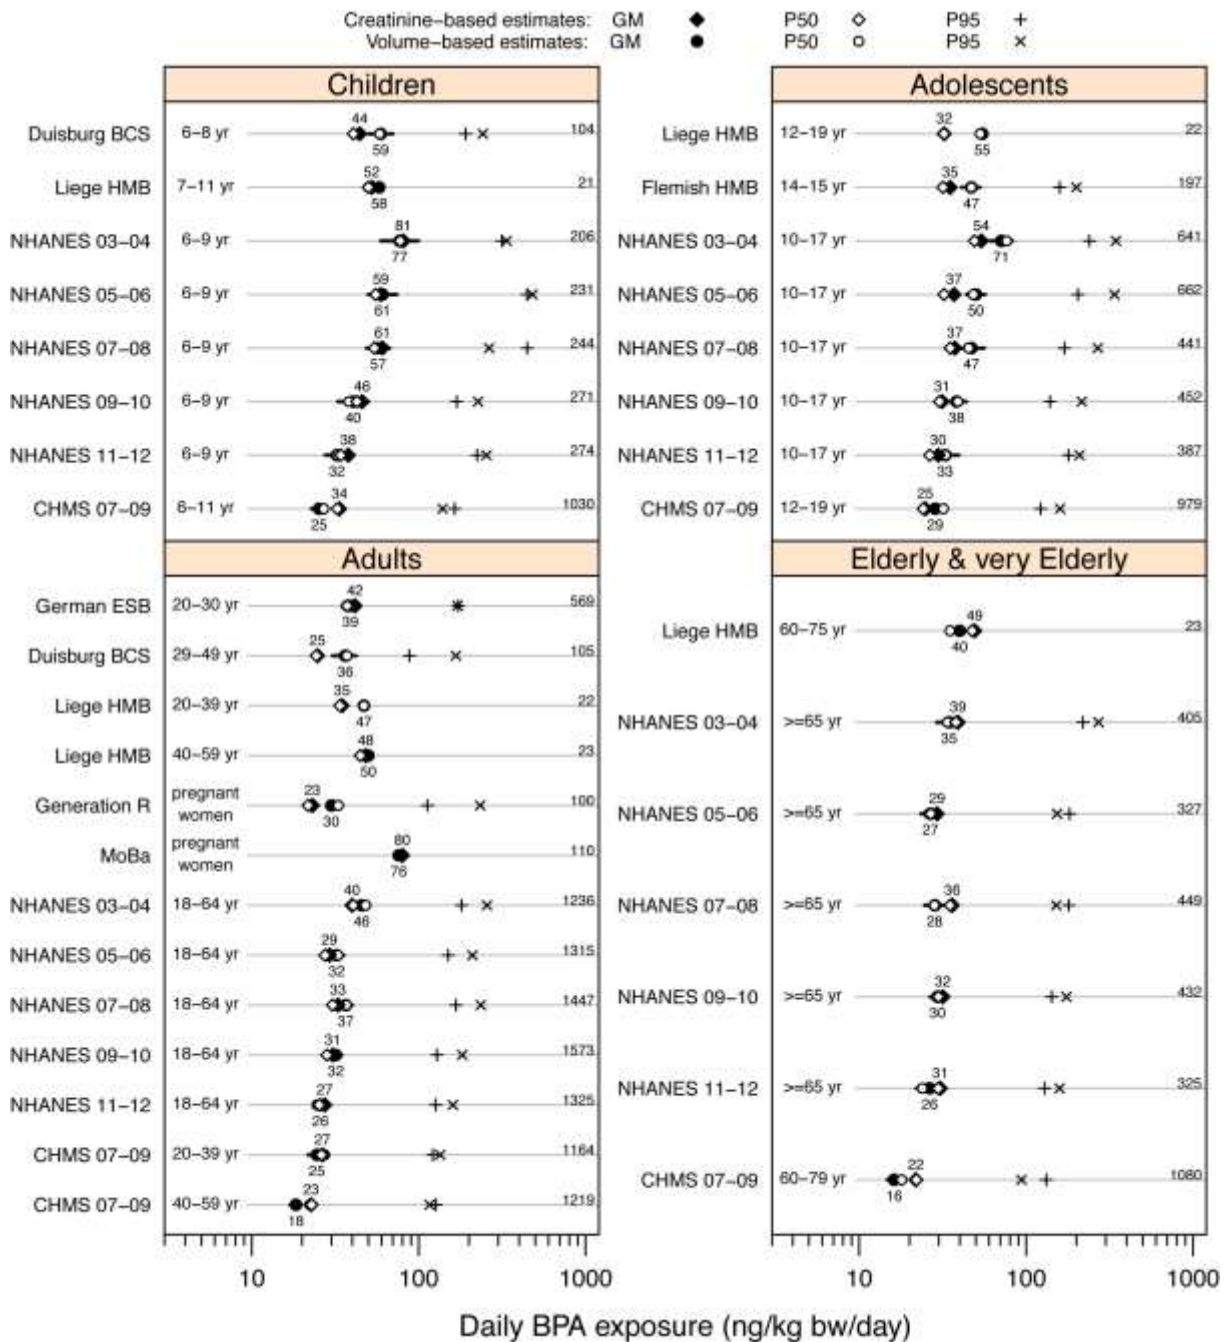 Creatinine−based estimates: GM P50 P95
Volume−based estimates: GM P50 P95
Children
Duisburg BCS 6−8 yr 44 59 104
Liege HMB 7−11 yr 52 58 21
NHANES 03−04 6−9 yr 81 77 206
NHANES 05−06 6−9 yr 59 61 231
NHANES 07−08 6−9 yr 61 57 244
NHANES 09−10 6−9 yr 46 40 271
NHANES 11−12 6−9 yr 38 32 274
CHMS 07−09 6−11 yr 34 25 1030
Adolescents
Liege HMB 12−19 yr 32 55 22
Flemish HMB 14−15 yr 35 47 197
NHANES 03−04 10−17 yr 54 71 641
NHANES 05−06 10−17 yr 37 50 662
NHANES 07−08 10−17 yr 37 47 441
NHANES 09−10 10−17 yr 31 38 452
NHANES 11−12 10−17 yr 30 33 387
CHMS 07−09 12−19 yr 25 29 979
Adults
German ESB 20−30 yr 42 39 569
Duisburg BCS 29−49 yr 25 36 105
Liege HMB 20−39 yr 35 47 22
Liege HMB 40−59 yr 48 50 23
Generation R pregnant women 23 30 100
MoBa pregnant women 80 76 110
NHANES 03−04 18−64 yr 40 46 1236
NHANES 05−06 18−64 yr 29 32 1315
NHANES 07−08 18−64 yr 33 37 1447
NHANES 09−10 18−64 yr 31 32 1573
NHANES 11−12 18−64 yr 27 26 1325
CHMS 07−09 20−39 yr 27 25 1164
CHMS 07−09 40−59 yr 23 18 1219
10 100 1000
Elderly & very Elderly
Liege HMB 60−75 yr 49 40 23
NHANES 03−04 >=65 yr 39 35 405
NHANES 05−06 >=65 yr 29 27 327
NHANES 07−08 >=65 yr 36 28 449
NHANES 09−10 >=65 yr 32 30 432
NHANES 11−12 >=65 yr 31 26 325
CHMS 07−09 60−79 yr 22 16 1080
10 100 1000
Daily BPA exposure (ng/kg bw/day)